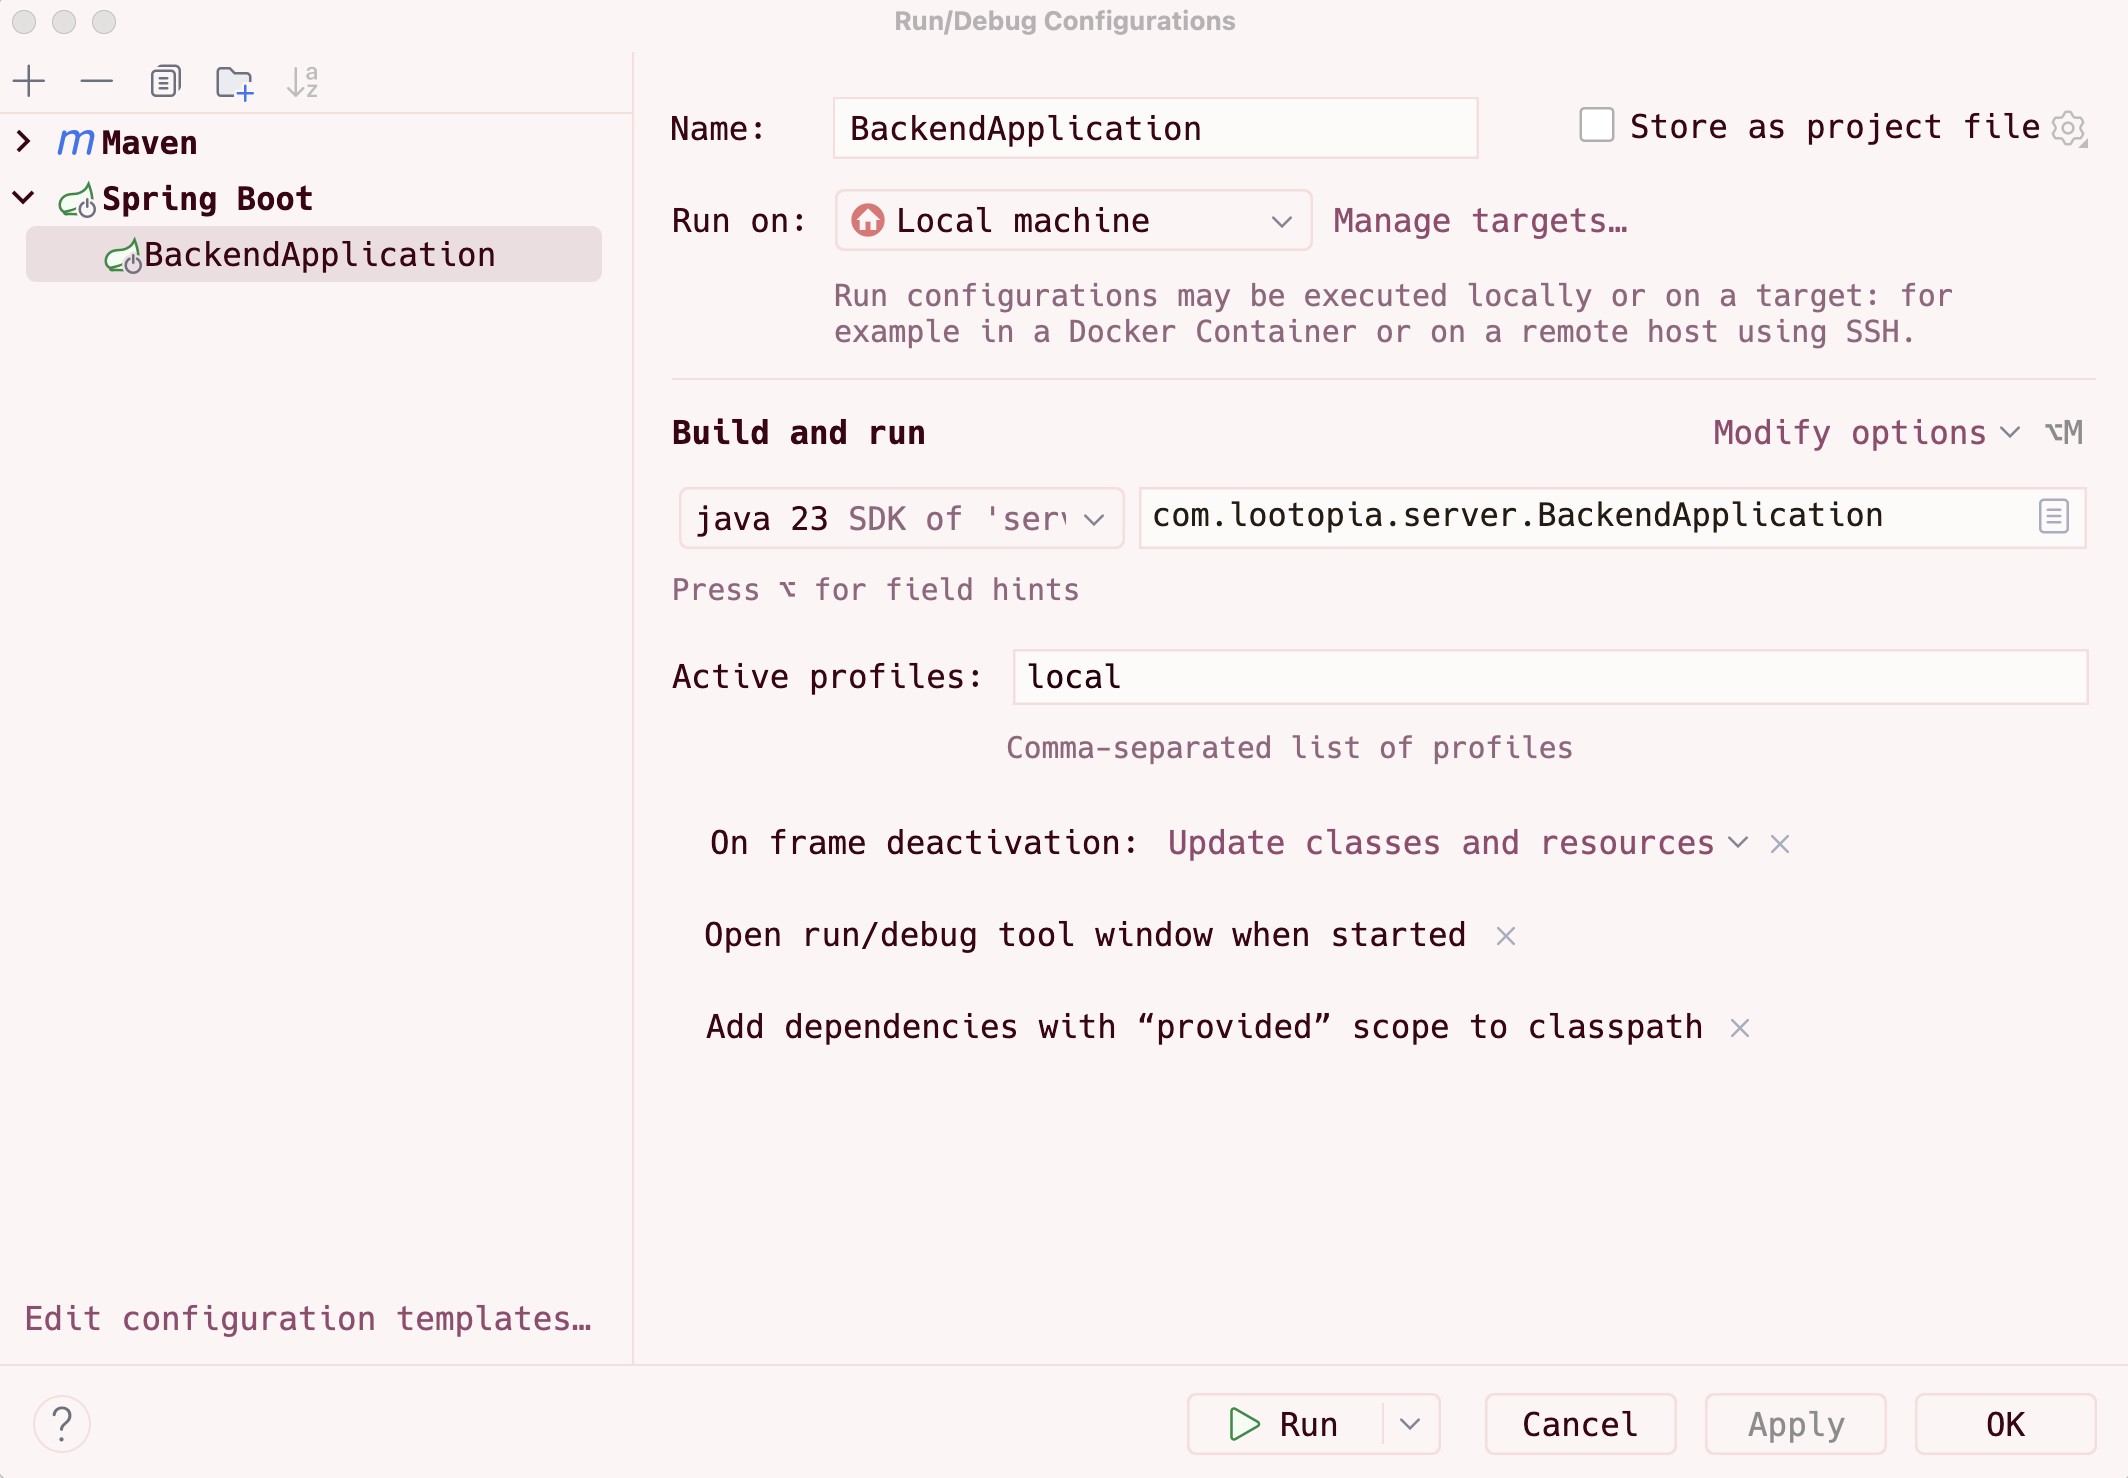 Run/Debug Configurations
Maven
Spring Boot
BackendApplication
Edit configuration templates…
Name: BackendApplication
Store as project file
Run on: Local machine Manage targets…
Run configurations may be executed locally or on a target: for
example in a Docker Container or on a remote host using SSH.
Build and run
Modify options ⌥M
java 23 SDK of 'serv
com.lootopia.server.BackendApplication
Press ⌥ for field hints
Active profiles: local
Comma-separated list of profiles
On frame deactivation: Update classes and resources
Open run/debug tool window when started
Add dependencies with “provided” scope to classpath
?
Run
Cancel
Apply
OK